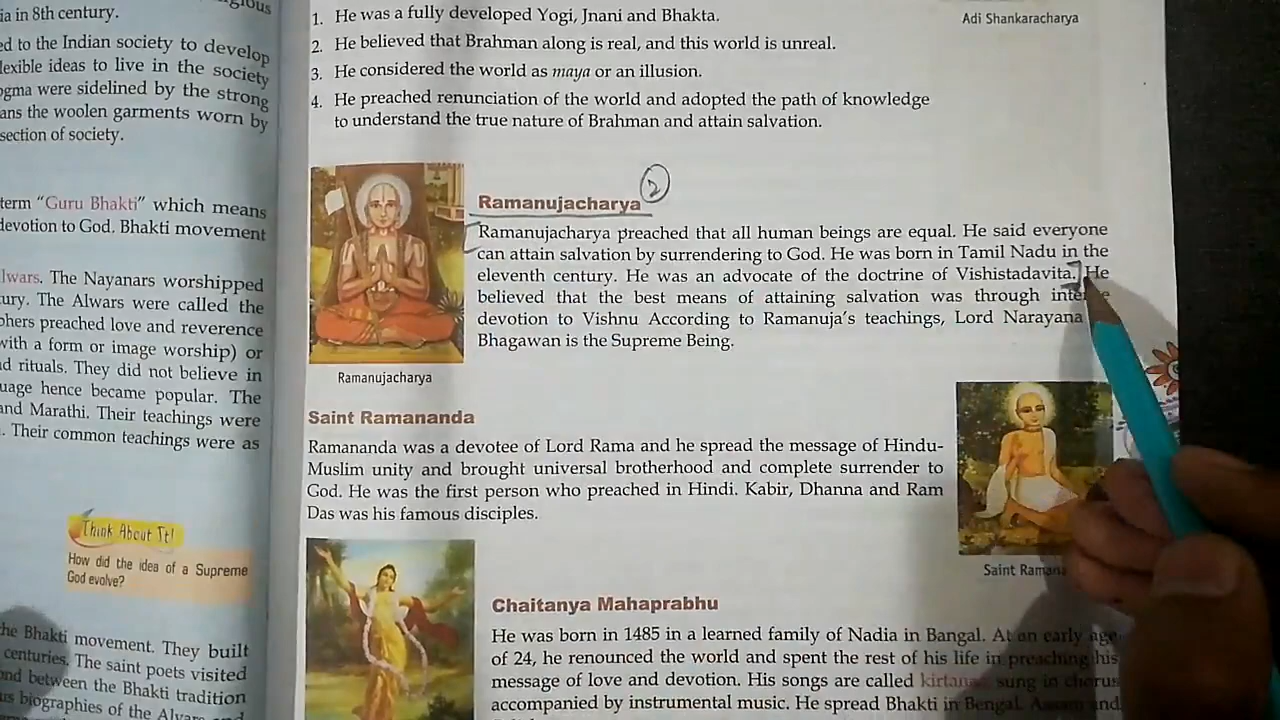 ia in 8th century.
ed to the Indian society to develop
lexible ideas to live in the society
ogma were sidelined by the strong
ans the woolen garments worn by
section of society.
term “Guru Bhakti” which means
devotion to God. Bhakti movement
lwars. The Nayanars worshipped
ury. The Alwars were called the
phers preached love and reverence
with a form or image worship) or
d rituals. They did not believe in
uage hence became popular. The
and Marathi. Their teachings were
. Their common teachings were as
Think About It!
How did the idea of a Supreme
God evolve?
he Bhakti movement. They built
centuries. The saint poets visited
nd between the Bhakti tradition
us biographies of the Alvars and
1. He was a fully developed Yogi, Jnani and Bhakta.
2. He believed that Brahman along is real, and this world is unreal.
3. He considered the world as maya or an illusion.
4. He preached renunciation of the world and adopted the path of knowledge
to understand the true nature of Brahman and attain salvation.
Adi Shankaracharya
Ramanujacharya 2
Ramanujacharya preached that all human beings are equal. He said everyone
can attain salvation by surrendering to God. He was born in Tamil Nadu in the
eleventh century. He was an advocate of the doctrine of Vishistadavita. He
believed that the best means of attaining salvation was through
devotion to Vishnu According to Ramanuja’s teachings, Lord Narayana
Bhagawan is the Supreme Being.
Ramanujacharya
Saint Ramananda
Ramananda was a devotee of Lord Rama and he spread the message of Hindu-
Muslim unity and brought universal brotherhood and complete surrender to
God. He was the first person who preached in Hindi. Kabir, Dhanna and Ram
Das was his famous disciples.
Saint
Chaitanya Mahaprabhu
He was born in 1485 in a learned family of Nadia in Bangal. At an early age
of 24, he renounced the world and spent the rest of his life in preaching his
message of love and devotion. His songs are called kirtanas sung in chorus
accompanied by instrumental music. He spread Bhakti in Bengal, Assam and